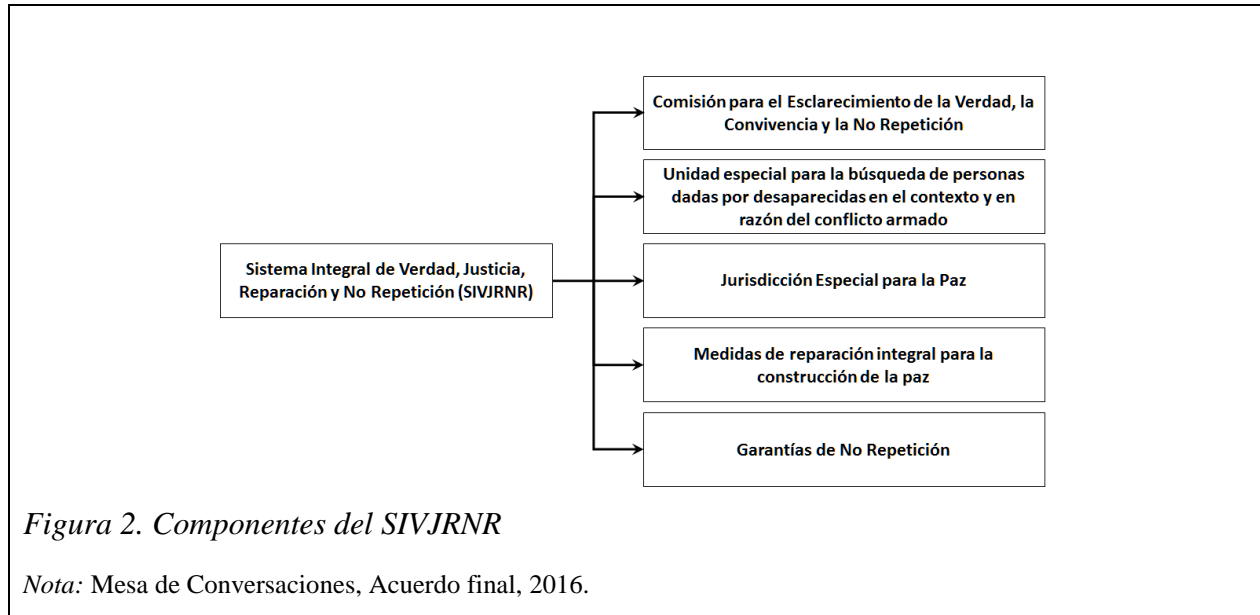 Comisión para el Esclarecimiento de la Verdad, la
Convivencia y la No Repetición
Unidad especial para la búsqueda de personas
dadas por desaparecidas en el contexto y en
razón del conflicto armado
Sistema Integral de Verdad, Justicia,
Reparación y No Repetición (SIVJRNR)
Jurisdicción Especial para la Paz
Medidas de reparación integral para la
construcción de la paz
Garantías de No Repetición
Figura 2. Componentes del SIVJRNR
Nota: Mesa de Conversaciones, Acuerdo final, 2016.